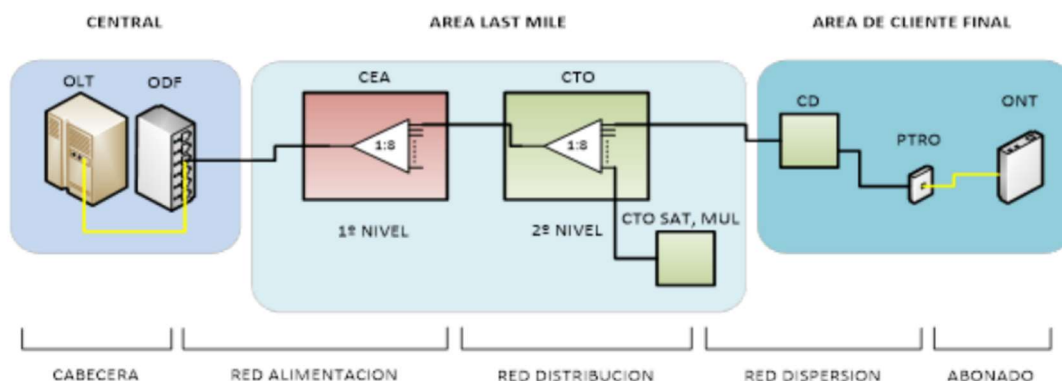 CENTRAL
AREA LAST MILE
AREA DE CLIENTE FINAL
OLT
ODF
CEA
CTO
CD
ONT
PTRO
1:8
1:8
CTO SAT, MUL
1º NIVEL
2º NIVEL
CABECERA
RED ALIMENTACION
RED DISTRIBUCION
RED DISPERSION
ABONADO